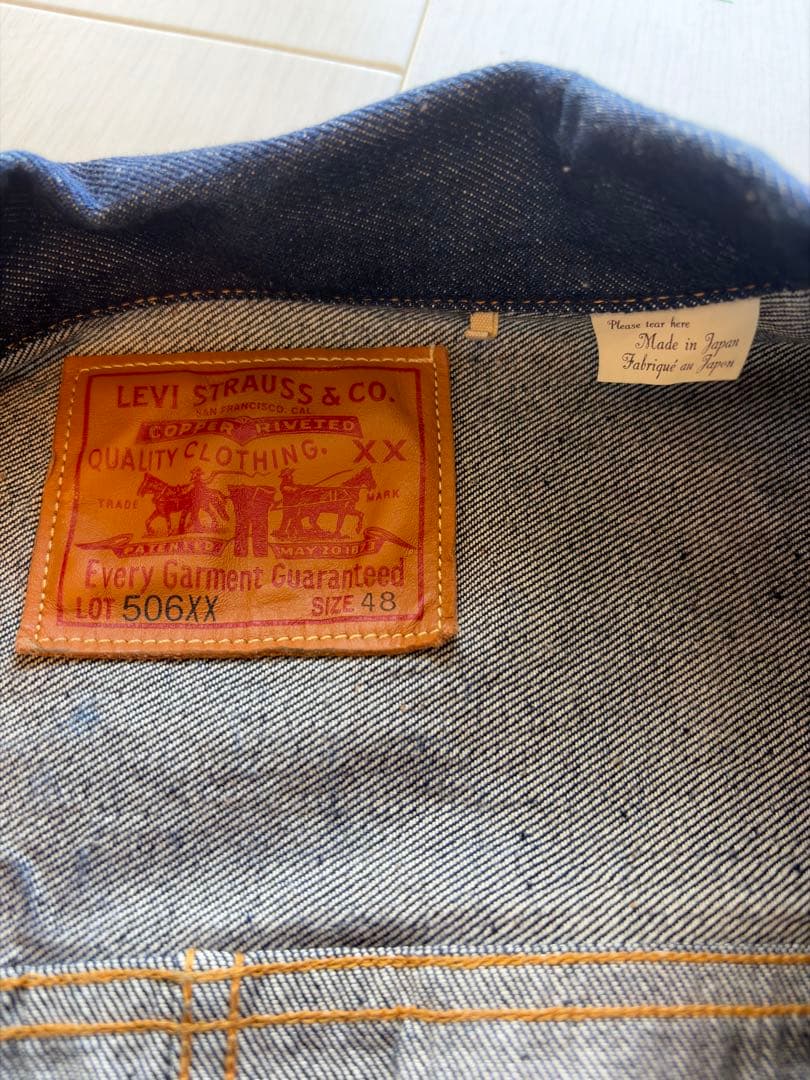 LEVI STRAUSS & CO.
SAN FRANCISCO. CAL.
COPPER RIVETED
QUALITY CLOTHING. XX
TRADE MARK
PATENTED MAY 20 18
Every Garment Guaranteed
LOT 506XX SIZE 48
Please tear here
Made in Japan
Fabriqué au Japon